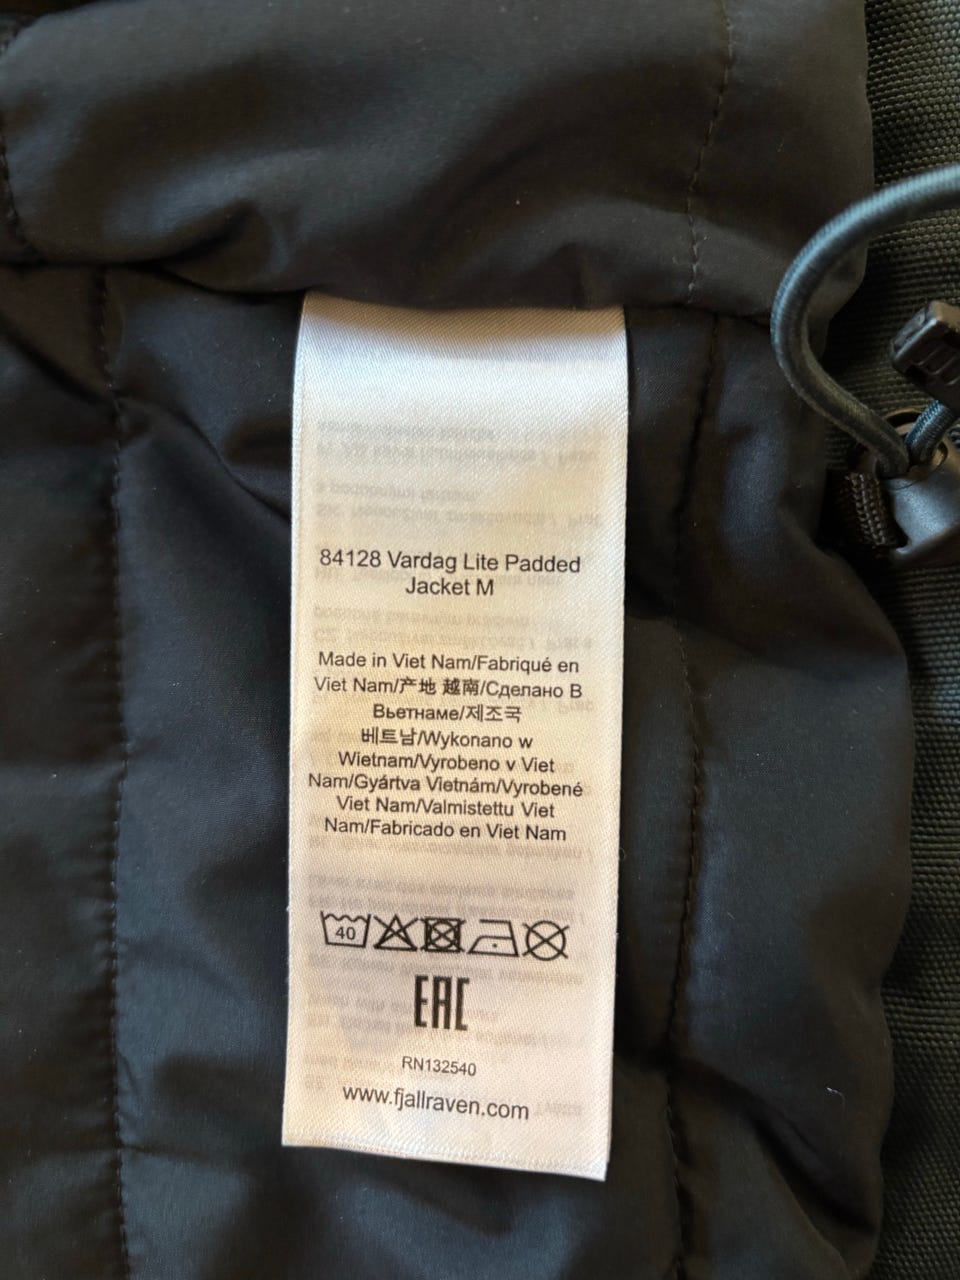 84128 Vardag Lite Padded
Jacket M
Made in Viet Nam/Fabriqué en
Viet Nam/产地 越南/Сделано В
Вьетнаме/제조국
베트남/Wykonano w
Wietnam/Vyrobeno v Viet
Nam/Gyártva Vietnám/Vyrobené
Viet Nam/Valmistettu Viet
Nam/Fabricado en Viet Nam
40
EAC
RN132540
www.fjallraven.com